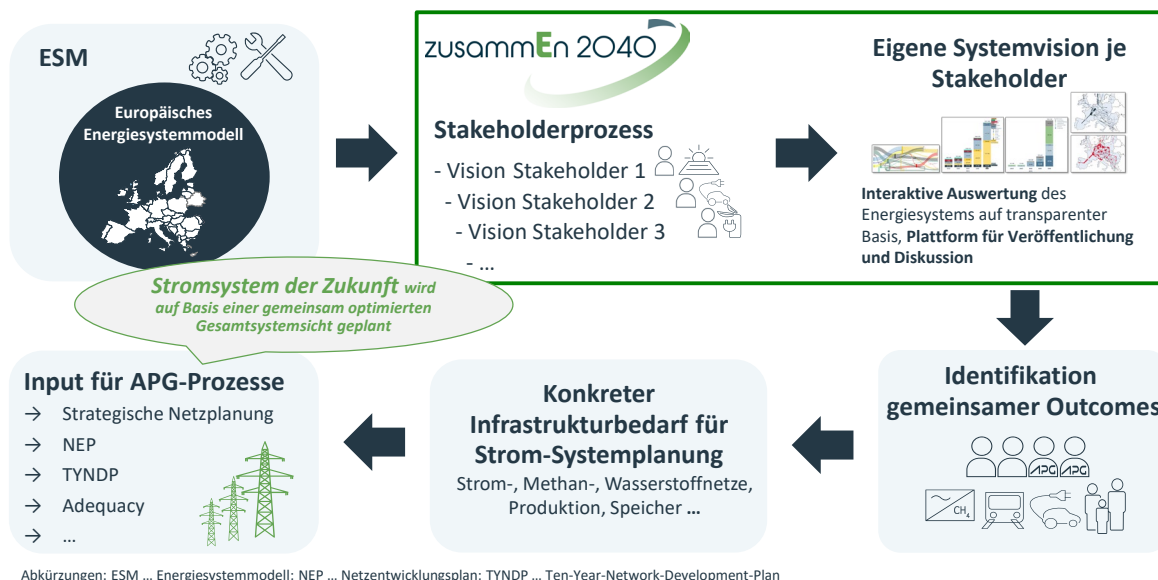 ESM
Europäisches
Energiesystemmodell
zusammEn 2040
Stakeholderprozess
- Vision Stakeholder 1
- Vision Stakeholder 2
- Vision Stakeholder 3
- ...
Eigene Systemvision je
Stakeholder
Interaktive Auswertung des
Energiesystems auf transparenter
Basis, Plattform für Veröffentlichung
und Diskussion
Stromsystem der Zukunft wird
auf Basis einer gemeinsam optimierten
Gesamtsystemsicht geplant
Input für APG-Prozesse
→ Strategische Netzplanung
→ NEP
→ TYNDP
→ Adequacy
→ ...
Konkreter
Infrastrukturbedarf für
Strom-Systemplanung
Strom-, Methan-, Wasserstoffnetze,
Produktion, Speicher ...
Identifikation
gemeinsamer Outcomes
APG APG
CH₄
Abkürzungen: ESM ... Energiesystemmodell; NEP ... Netzentwicklungsplan; TYNDP ... Ten-Year-Network-Development-Plan